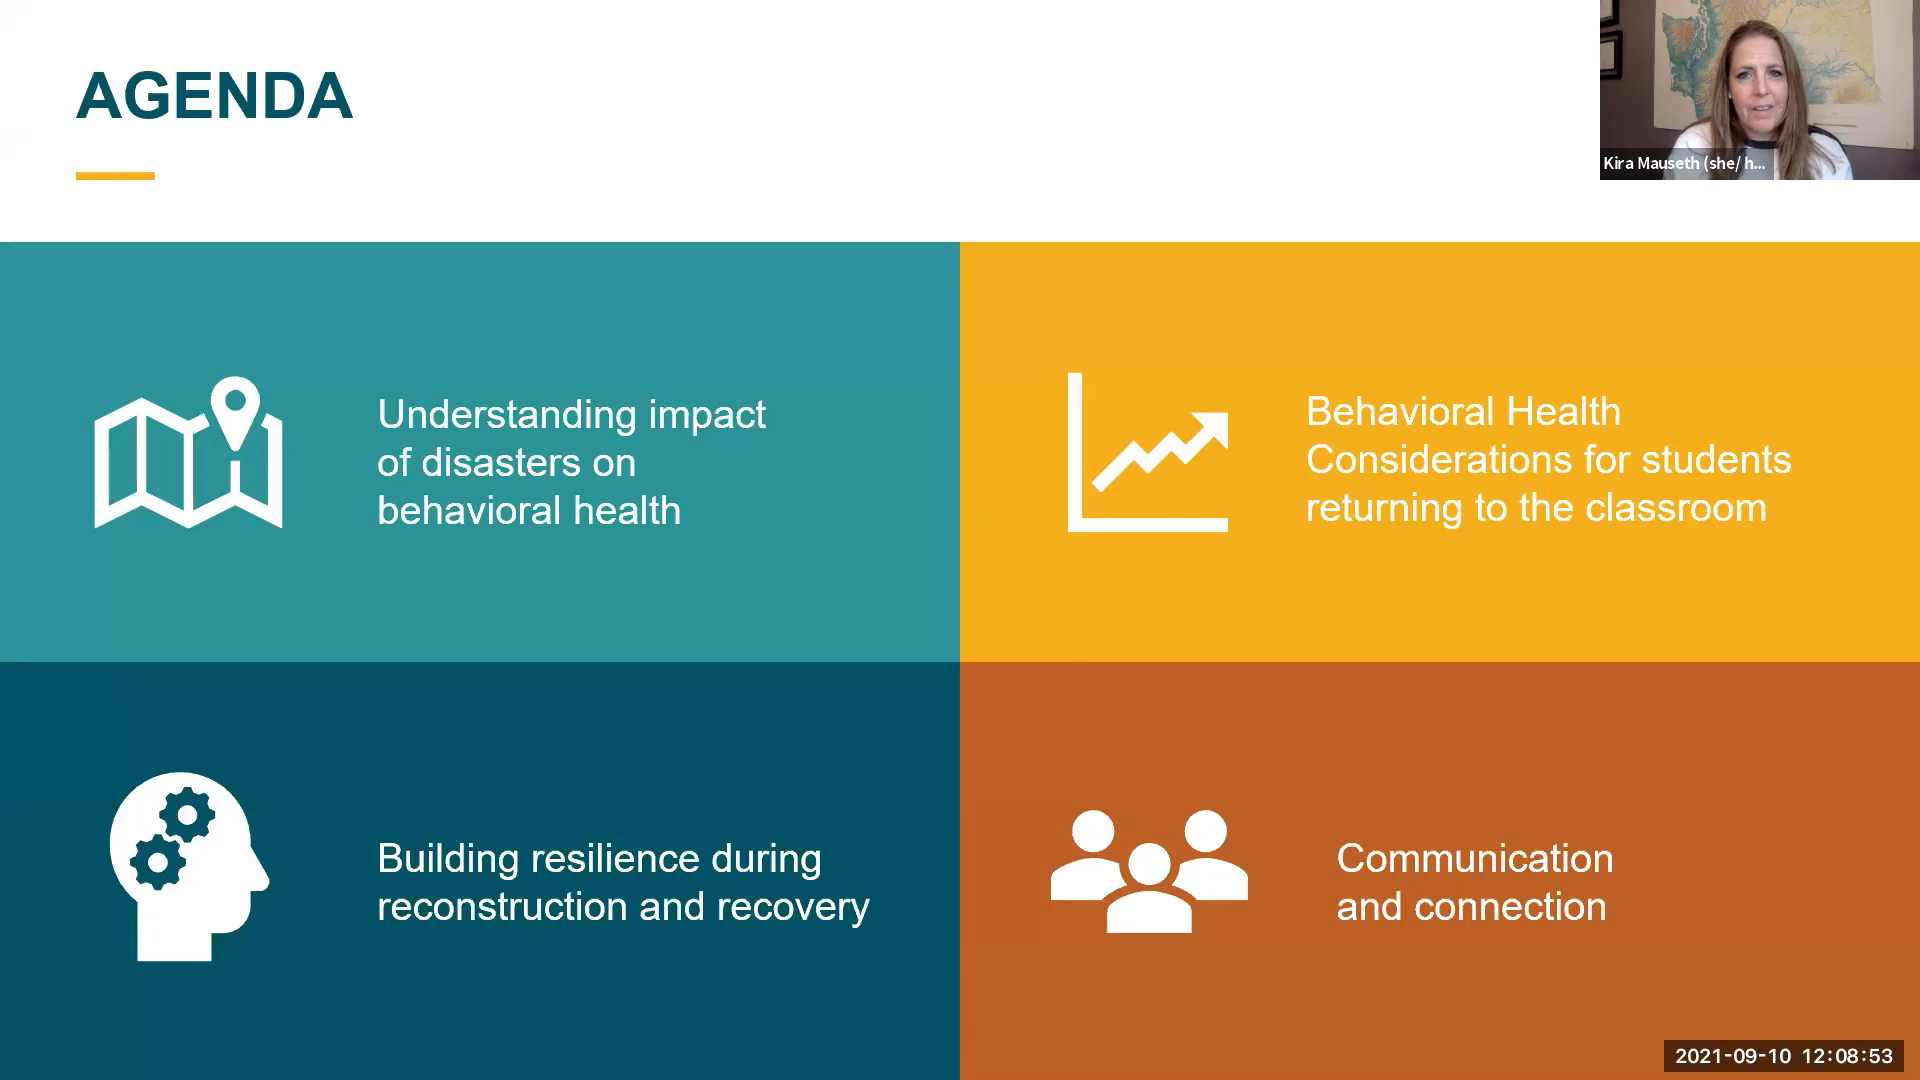 AGENDA
Kira Mauseth (she/ h...
Understanding impact
of disasters on
behavioral health
Behavioral Health
Considerations for students
returning to the classroom
Building resilience during
reconstruction and recovery
Communication
and connection
2021-09-10 12:08:53